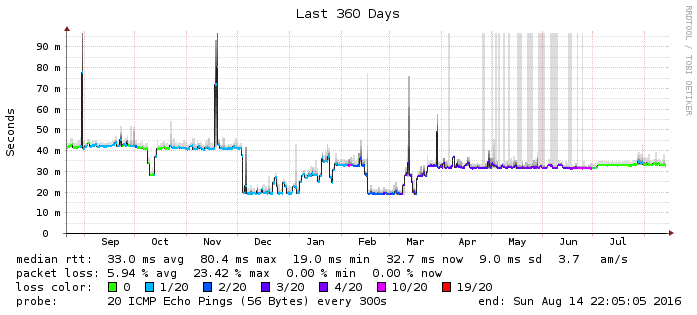 Last 360 Days
RRDTOOL / TOBI OETIKER
Seconds
90 m
80 m
70 m
60 m
50 m
40 m
30 m
20 m
10 m
0
Sep Oct Nov Dec Jan Feb Mar Apr May Jun Jul
median rtt: 33.0 ms avg 80.4 ms max 19.0 ms min 32.7 ms now 9.0 ms sd 3.7 am/s
packet loss: 5.94 % avg 23.42 % max 0.00 % min 0.00 % now
loss color: 0 1/20 2/20 3/20 4/20 10/20 19/20
probe: 20 ICMP Echo Pings (56 Bytes) every 300s end: Sun Aug 14 22:05:05 2016